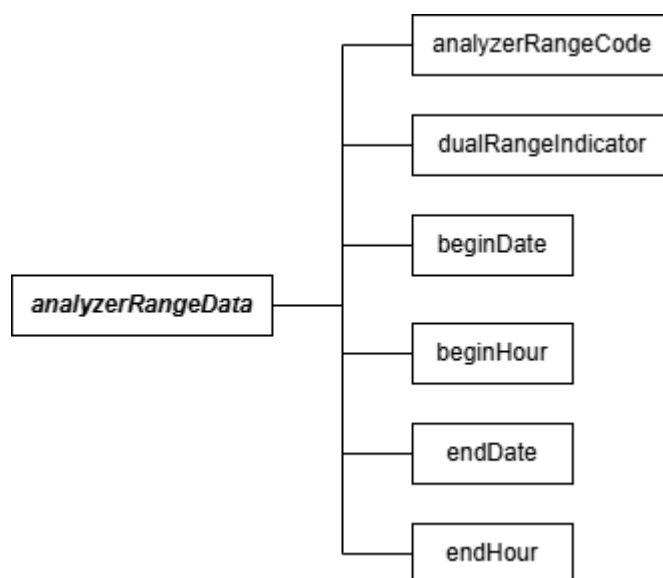 analyzerRangeCode
dualRangeIndicator
beginDate
analyzerRangeData
beginHour
endDate
endHour